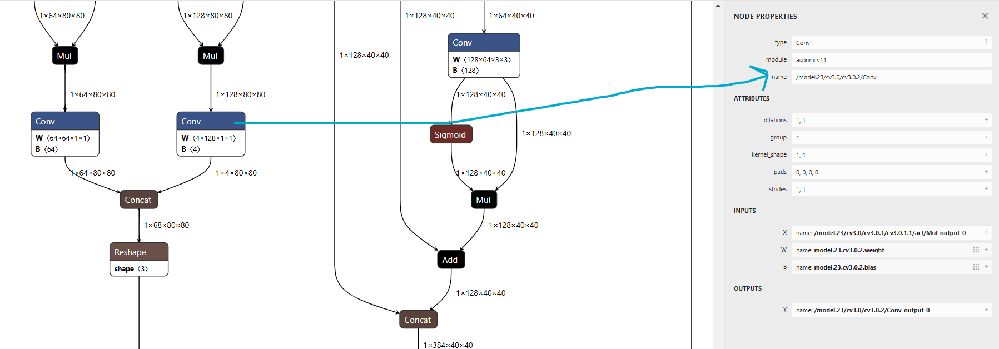 1×64×80×80
1×128×80×80
1×128×40×40
1×64×40×40
Mul
Mul
1×128×40×40
Conv
W ⟨128×64×3×3⟩
B ⟨128⟩
1×64×80×80
1×128×80×80
1×128×40×40
Conv
W ⟨64×64×1×1⟩
B ⟨64⟩
Conv
W ⟨4×128×1×1⟩
B ⟨4⟩
Sigmoid
1×128×40×40
1×64×80×80
1×4×80×80
1×128×40×40
Concat
Mul
1×68×80×80
1×128×40×40
Reshape
shape ⟨3⟩
Add
1×128×40×40
Concat
1×384×40×40
NODE PROPERTIES ×
type Conv ?
module ai.onnx v11
name /model.23/cv3.0/cv3.0.2/Conv
ATTRIBUTES
dilations 1, 1 +
group 1 +
kernel_shape 1, 1 +
pads 0, 0, 0, 0 +
strides 1, 1 +
INPUTS
X name: /model.23/cv3.0/cv3.0.1/cv3.0.1.1/act/Mul_output_0 +
W name: model.23.cv3.0.2.weight +
B name: model.23.cv3.0.2.bias +
OUTPUTS
Y name: /model.23/cv3.0/cv3.0.2/Conv_output_0 +